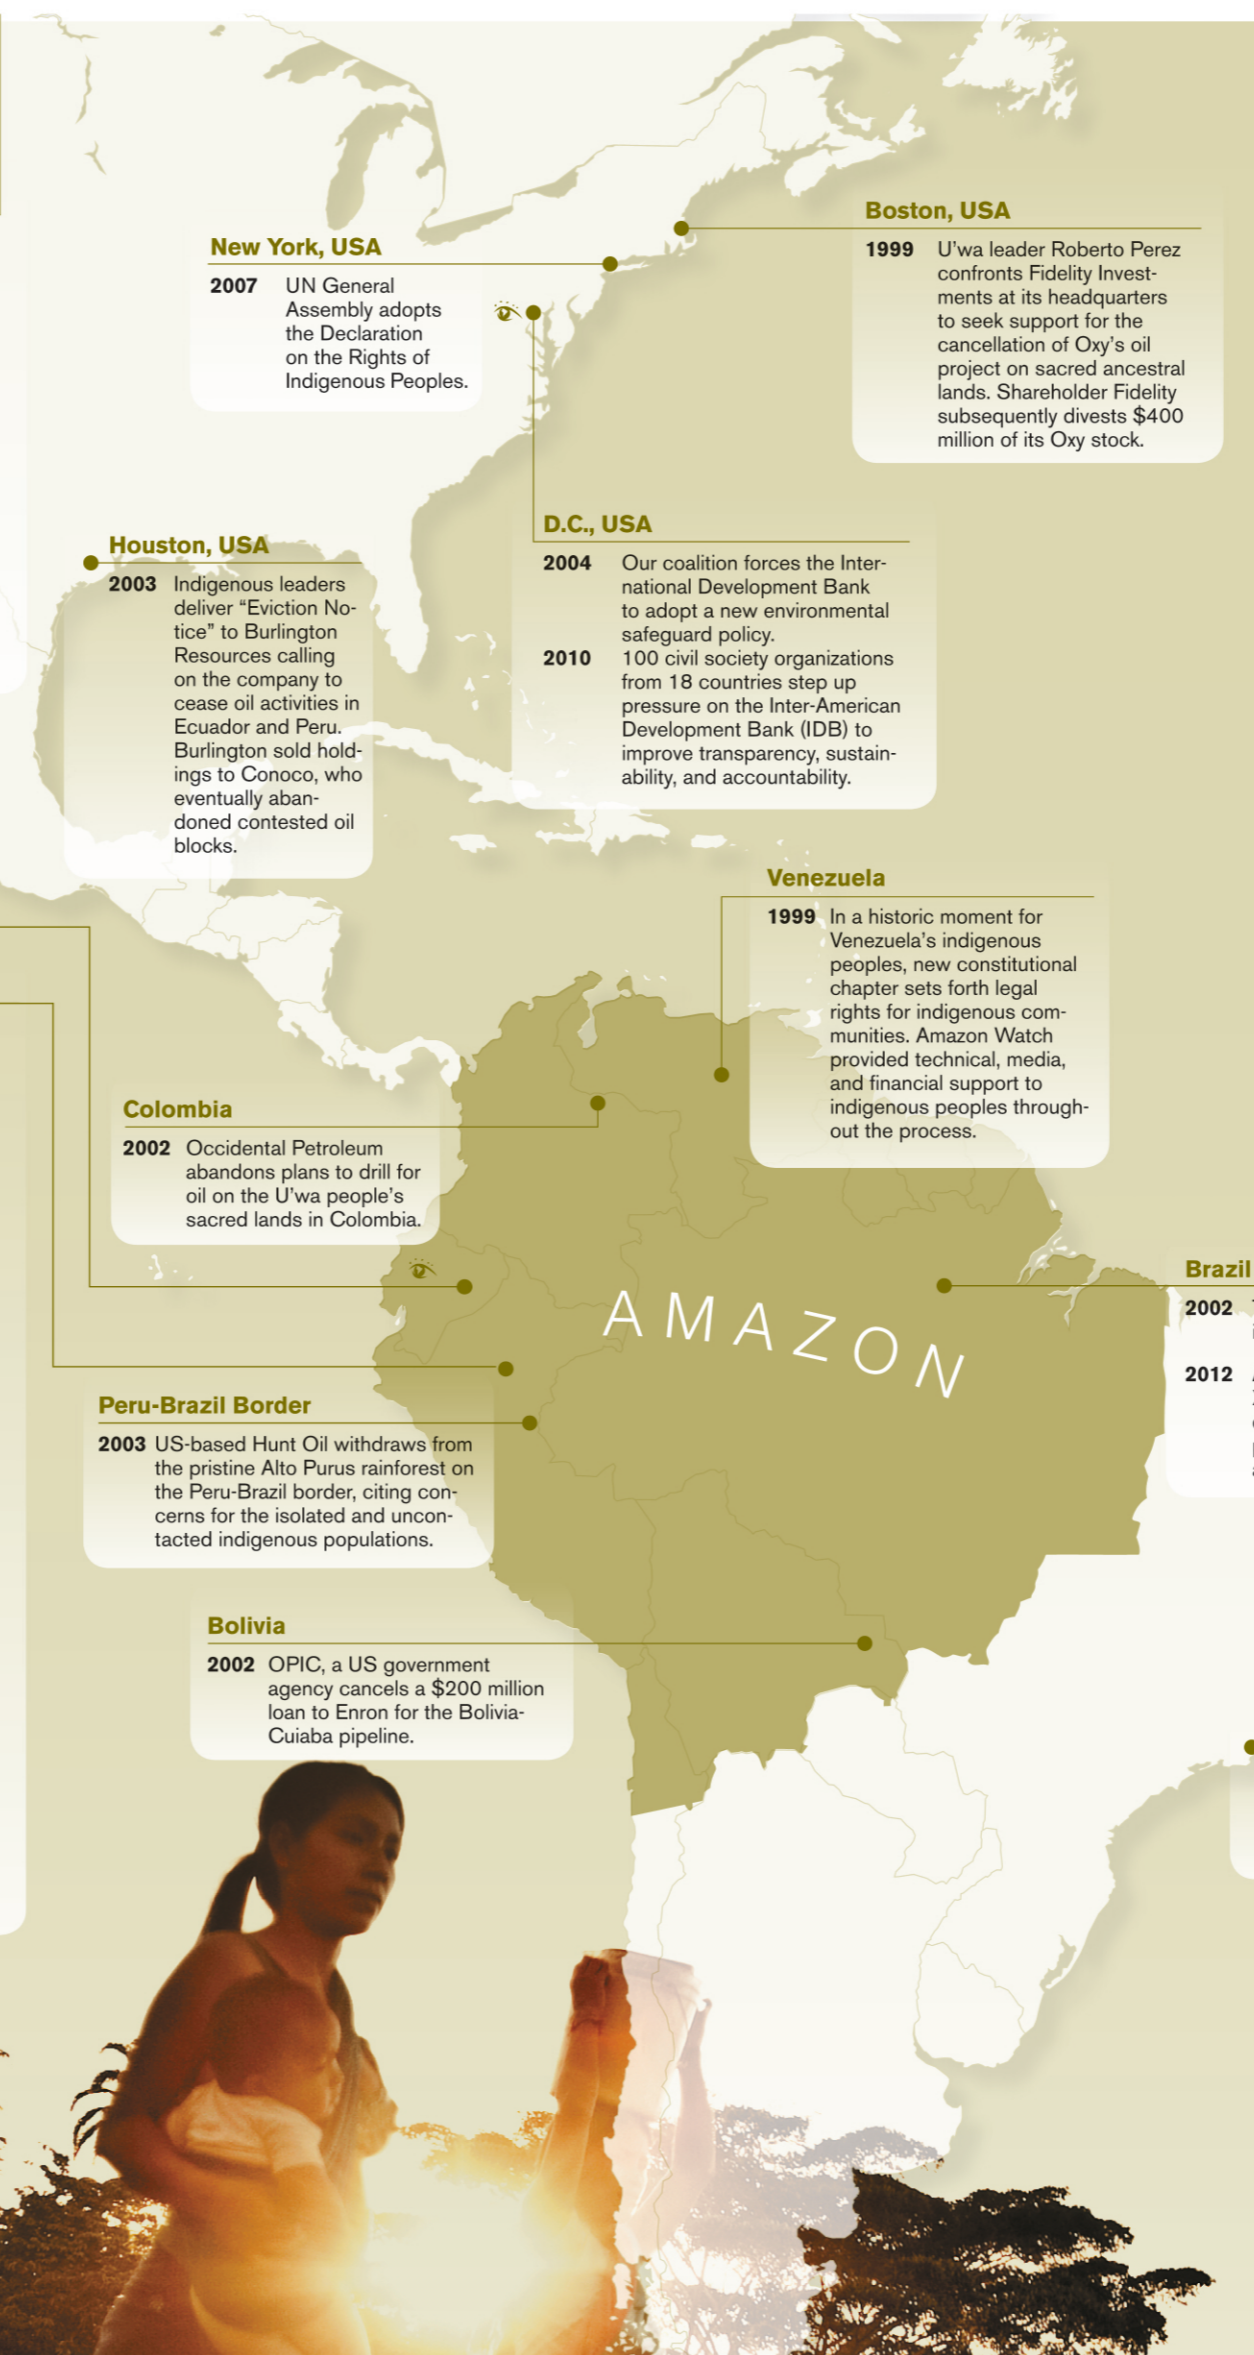 Boston, USA
1999 U'wa leader Roberto Perez
confronts Fidelity Invest-
ments at its headquarters
to seek support for the
cancellation of Oxy's oil
project on sacred ancestral
lands. Shareholder Fidelity
subsequently divests $400
million of its Oxy stock.
New York, USA
2007 UN General
Assembly adopts
the Declaration
on the Rights of
Indigenous Peoples.
D.C., USA
2004 Our coalition forces the Inter-
national Development Bank
to adopt a new environmental
safeguard policy.
2010 100 civil society organizations
from 18 countries step up
pressure on the Inter-American
Development Bank (IDB) to
improve transparency, sustain-
ability, and accountability.
Houston, USA
2003 Indigenous leaders
deliver “Eviction No-
tice” to Burlington
Resources calling
on the company to
cease oil activities in
Ecuador and Peru.
Burlington sold hold-
ings to Conoco, who
eventually aban-
doned contested oil
blocks.
Venezuela
1999 In a historic moment for
Venezuela's indigenous
peoples, new constitutional
chapter sets forth legal
rights for indigenous com-
munities. Amazon Watch
provided technical, media,
and financial support to
indigenous peoples through-
out the process.
Colombia
2002 Occidental Petroleum
abandons plans to drill for
oil on the U'wa people's
sacred lands in Colombia.
AMAZON
Brazil
2002
2012
Peru-Brazil Border
2003 US-based Hunt Oil withdraws from
the pristine Alto Purus rainforest on
the Peru-Brazil border, citing con-
cerns for the isolated and uncon-
tacted indigenous populations.
Bolivia
2002 OPIC, a US government
agency cancels a $200 million
loan to Enron for the Bolivia-
Cuiaba pipeline.